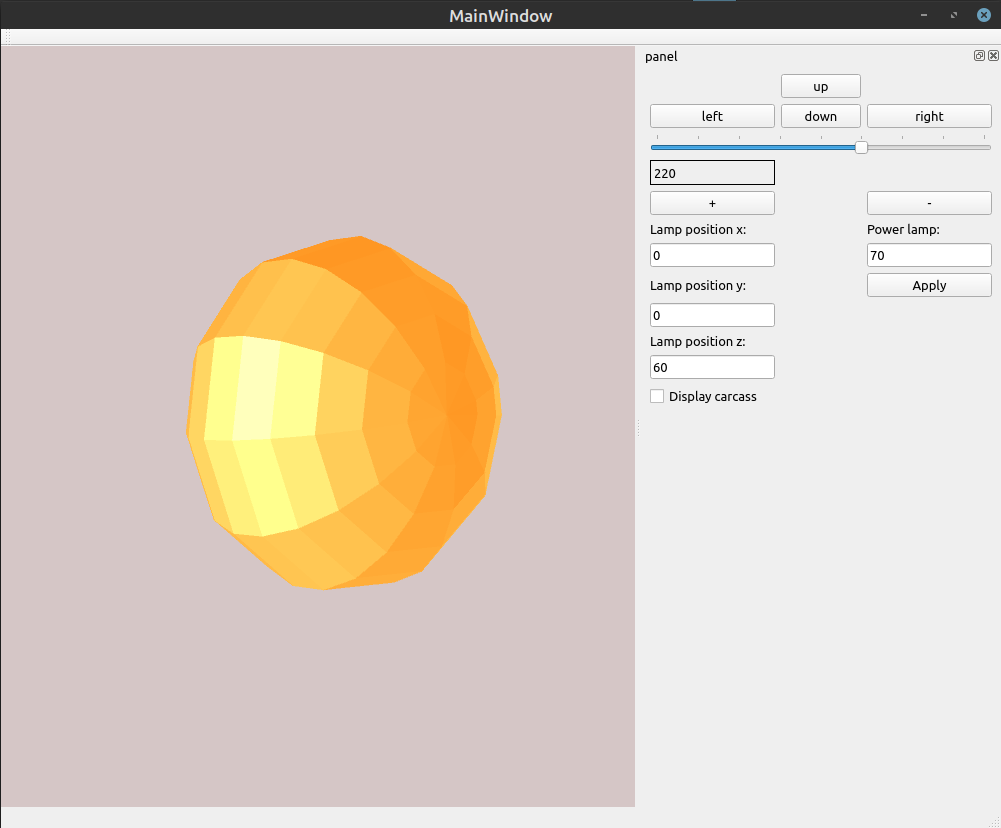 MainWindow
panel
up
left down right
220
+ -
Lamp position x: Power lamp:
0 70
Lamp position y: Apply
0
Lamp position z:
60
Display carcass